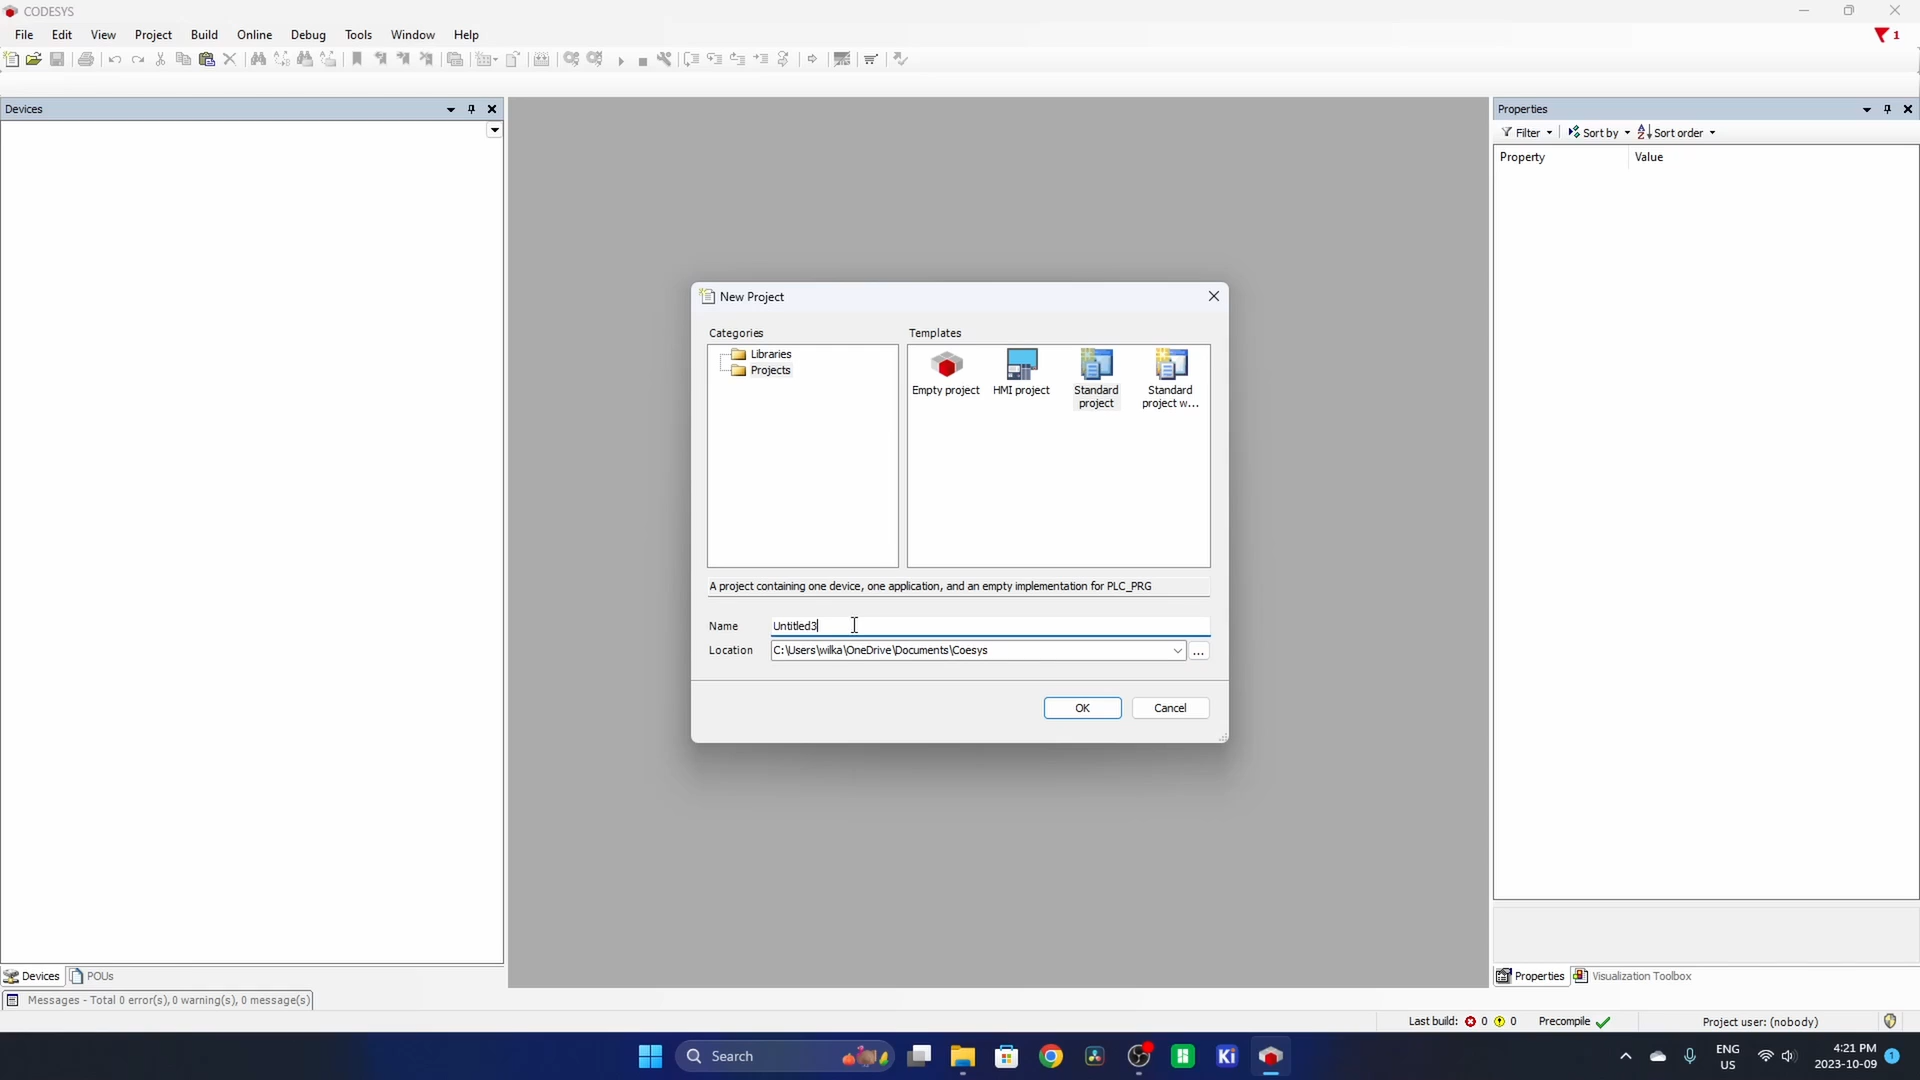 CODESYS
File Edit View Project Build Online Debug Tools Window Help
1
Devices
Properties
Filter Sort by Sort order
Property Value
New Project
Categories Templates
Libraries
Projects
Empty project HMI project Standard project Standard project w...
A project containing one device, one application, and an empty implementation for PLC_PRG
Name Untitled3
Location C:\Users\wilka\OneDrive\Documents\Coesys ...
OK Cancel
Devices POUs
Properties Visualization Toolbox
Messages - Total 0 error(s), 0 warning(s), 0 message(s)
Last build: 0 0 Precompile Project user: (nobody)
Search
Ki
ENG
US
4:21 PM
2023-10-09
1